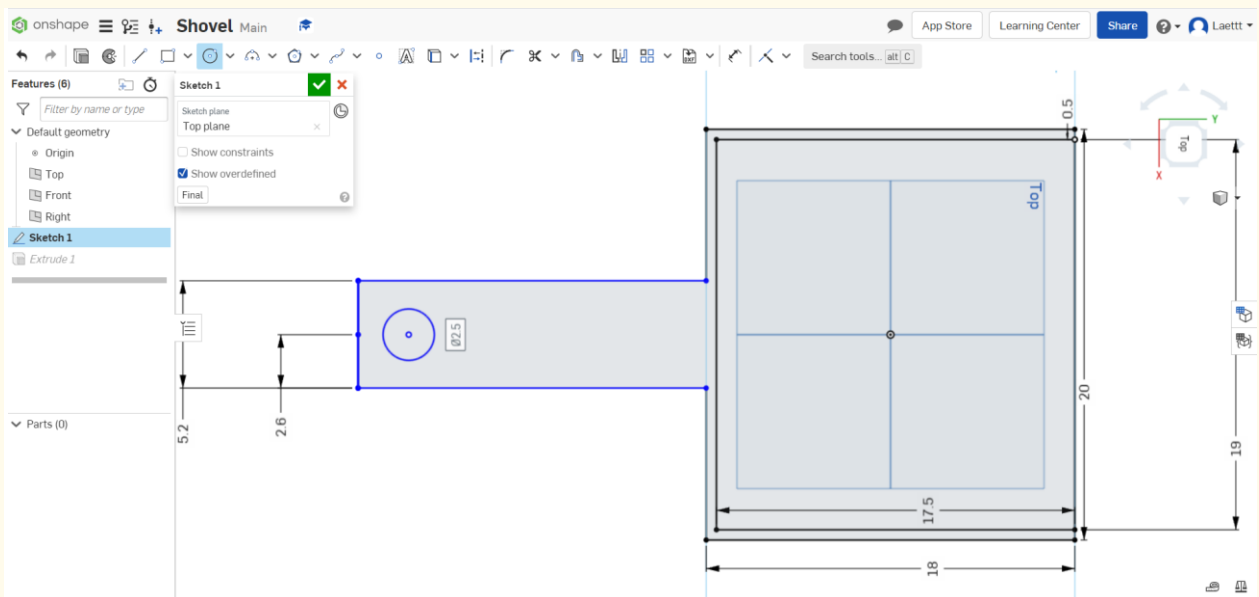 onshape Shovel Main App Store Learning Center Share Laettt
Search tools... alt C
Features (6)
Filter by name or type
Default geometry
Origin
Top
Front
Right
Sketch 1
Extrude 1
Parts (0)
Sketch 1
Sketch plane
Top plane
Show constraints
Show overdefined
Final
5.2
2.6
Ø2.5
Top
0.5
20
19
17.5
18
Top
Y
X